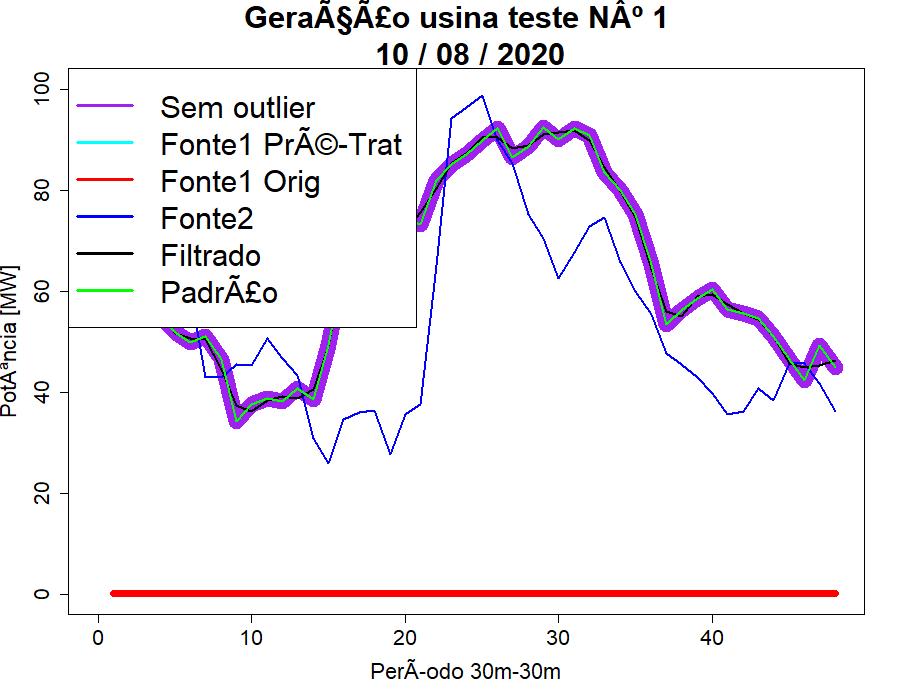 GeraÃ§Ã£o usina teste NÂº 1
10 / 08 / 2020
Sem outlier
Fonte1 PrÃ©-Trat
Fonte1 Orig
Fonte2
Filtrado
PadrÃ£o
PotÃªncia [MW]
100
80
60
40
20
0
0 10 20 30 40
PerÃ­-odo 30m-30m